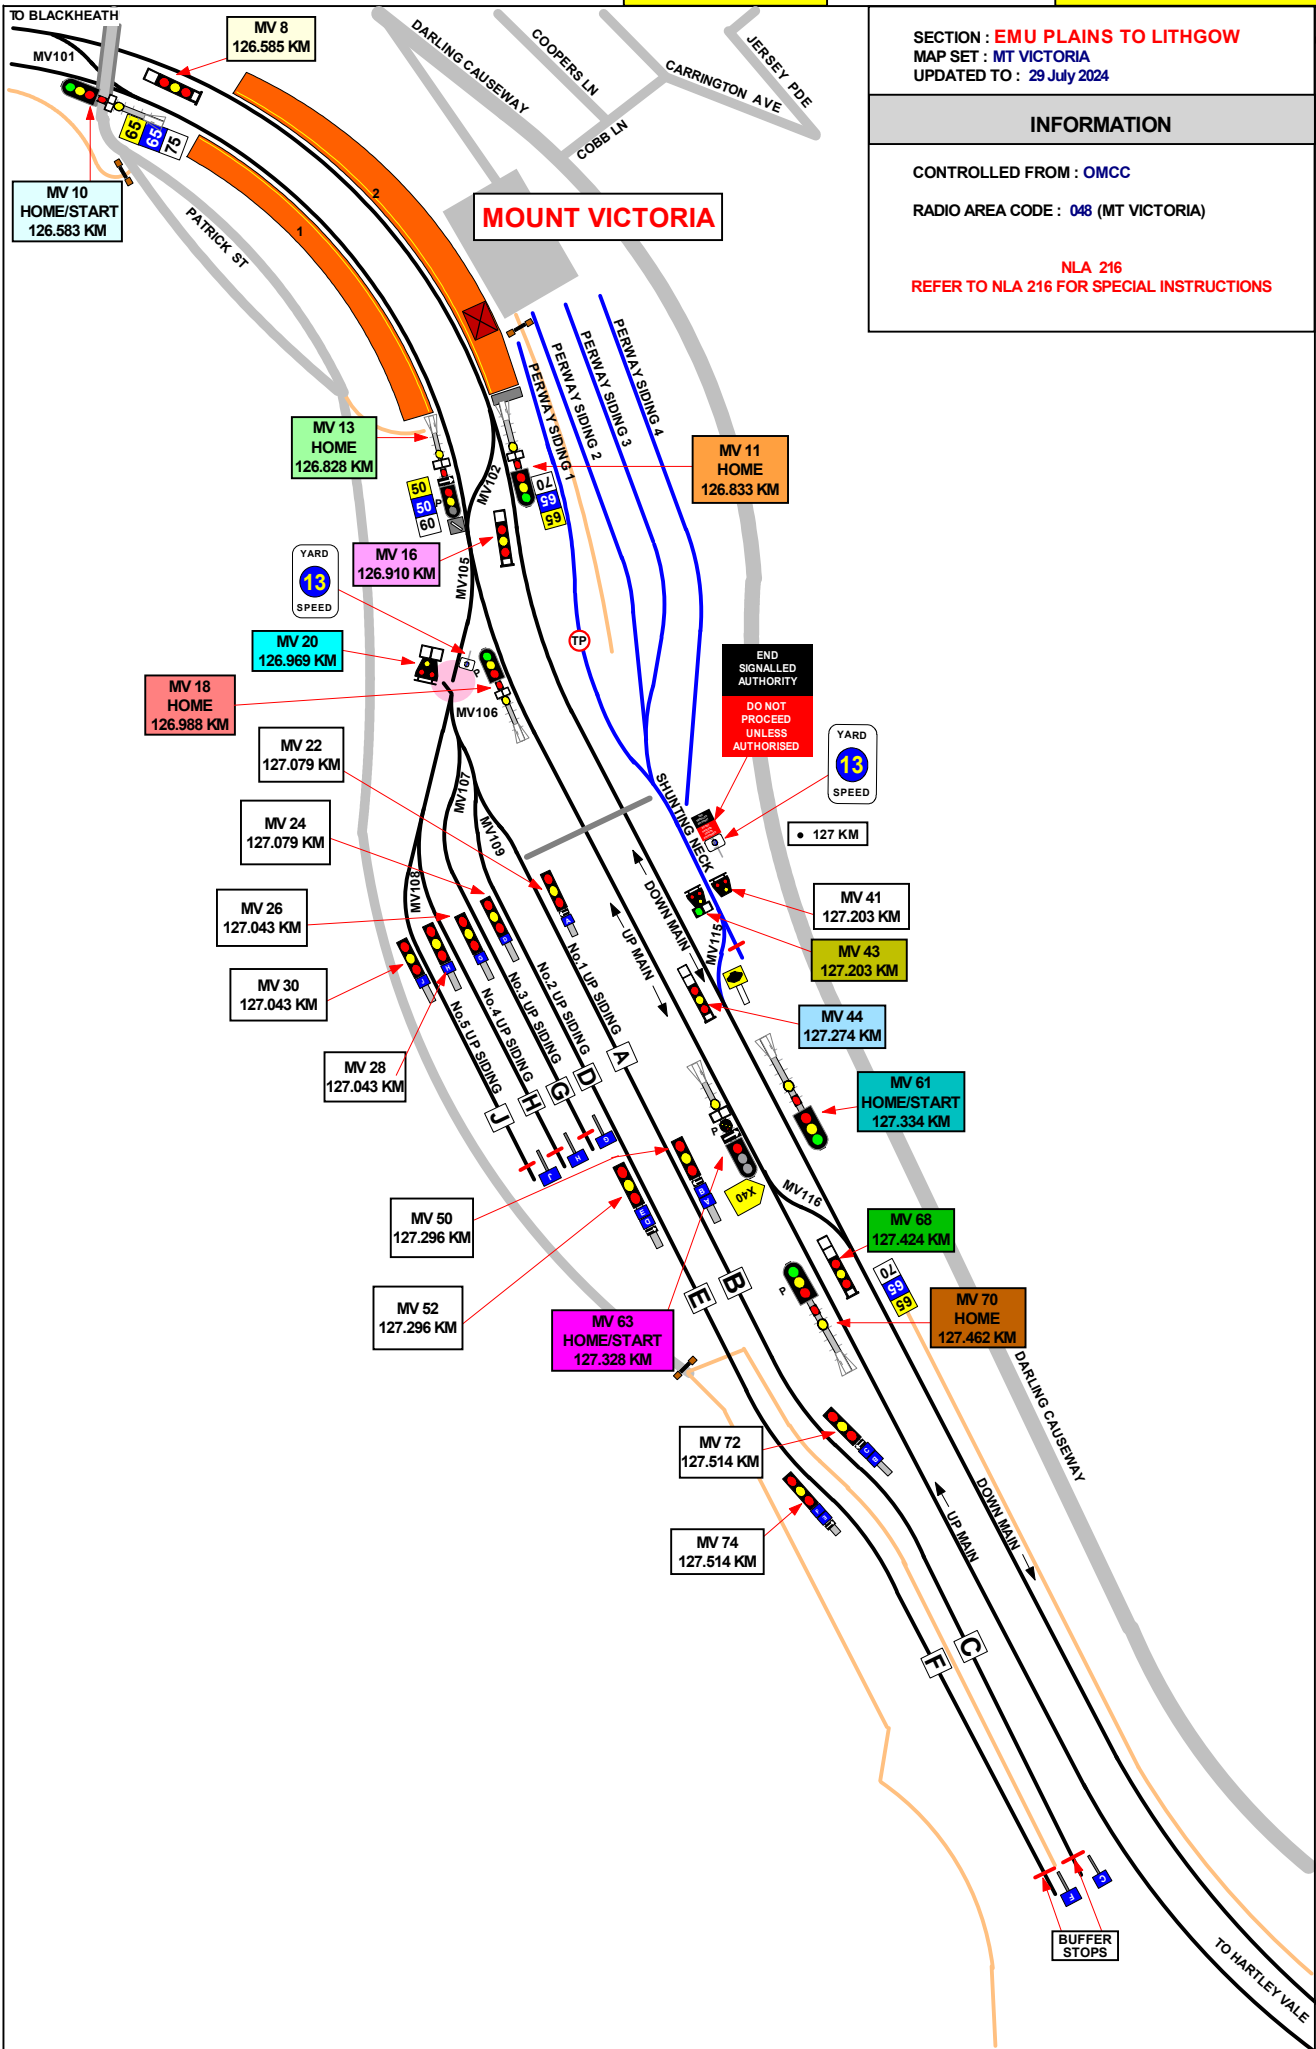 TO BLACKHEATH
MV101
MV 8
126.585 KM
65
65
75
MV 10
HOME/START
126.583 KM
PATRICK ST
1
2
DARLING CAUSEWAY
COOPERS LN
CARRINGTON AVE
JERSEY PDE
COBB LN
MOUNT VICTORIA
SECTION : EMU PLAINS TO LITHGOW
MAP SET : MT VICTORIA
UPDATED TO : 29 July 2024
INFORMATION
CONTROLLED FROM : OMCC
RADIO AREA CODE : 048 (MT VICTORIA)
NLA 216
REFER TO NLA 216 FOR SPECIAL INSTRUCTIONS
PERWAY SIDING 1
PERWAY SIDING 2
PERWAY SIDING 3
PERWAY SIDING 4
MV 13
HOME
126.828 KM
50
50
60
P
MV102
70
65
65
MV 11
HOME
126.833 KM
MV 16
126.910 KM
MV105
YARD
13
SPEED
TP
MV 20
126.969 KM
P
MV 18
HOME
126.988 KM
MV106
END
SIGNALLED
AUTHORITY
DO NOT
PROCEED
UNLESS
AUTHORISED
YARD
13
SPEED
MV 22
127.079 KM
MV107
SHUNTING NECK
MV 24
127.079 KM
MV109
127 KM
MV108
MV 26
127.043 KM
MV 41
127.203 KM
DOWN MAIN
UP MAIN
MV115
MV 43
127.203 KM
A
D
G
H
J
MV 30
127.043 KM
MV 28
127.043 KM
No.1 UP SIDING
No.2 UP SIDING
No.3 UP SIDING
No.4 UP SIDING
No.5 UP SIDING
MV 44
127.274 KM
A
D
G
H
J
MV 61
HOME/START
127.334 KM
G
H
J
P
X40
MV116
MV 50
127.296 KM
A
B
D
E
MV 68
127.424 KM
MV 52
127.296 KM
E
B
P
70
65
65
MV 63
HOME/START
127.328 KM
MV 70
HOME
127.462 KM
DARLING CAUSEWAY
MV 72
127.514 KM
B
C
MV 74
127.514 KM
E
F
UP MAIN
DOWN MAIN
C
F
C
F
BUFFER
STOPS
TO HARTLEY VALE